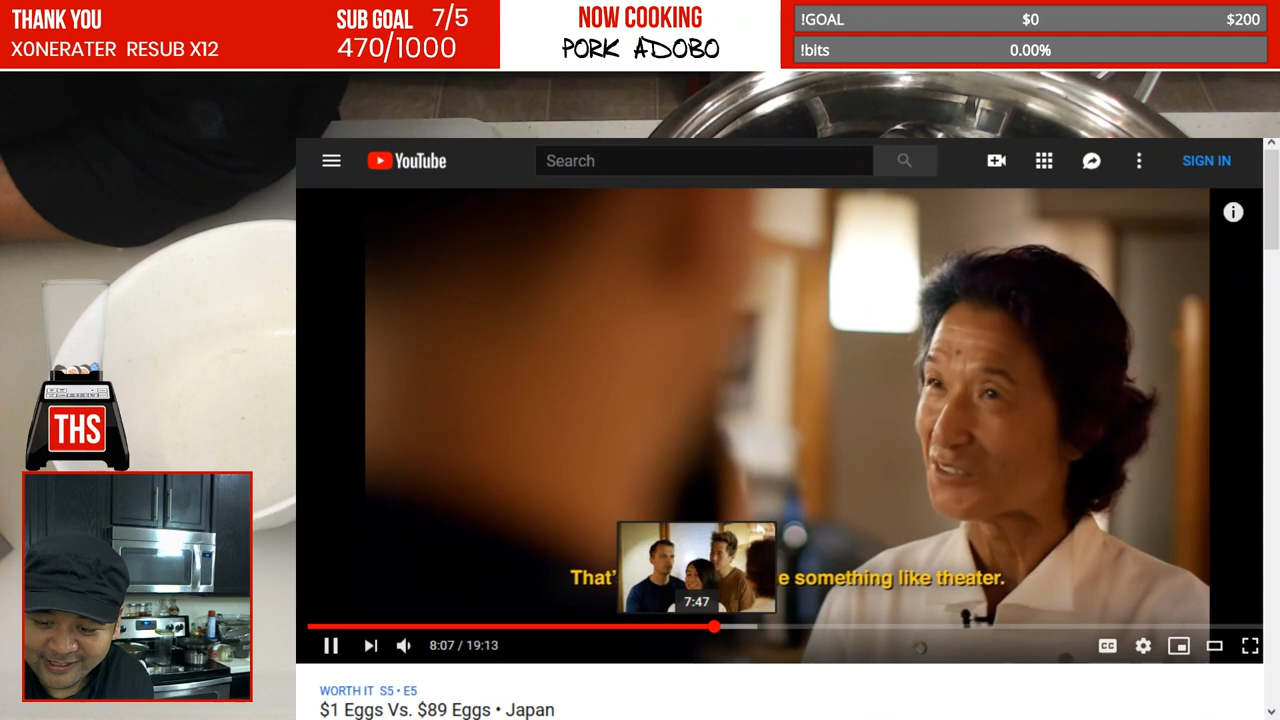 THANK YOU
XONERATER RESUB X12
SUB GOAL 7/5
470/1000
NOW COOKING
PORK ADOBO
!GOAL $0 $200
!bits 0.00%
YouTube
Search
SIGN IN
THS
That'
e something like theater.
7:47
8:07 / 19:13
CC
WORTH IT S5 • E5
$1 Eggs Vs. $89 Eggs • Japan